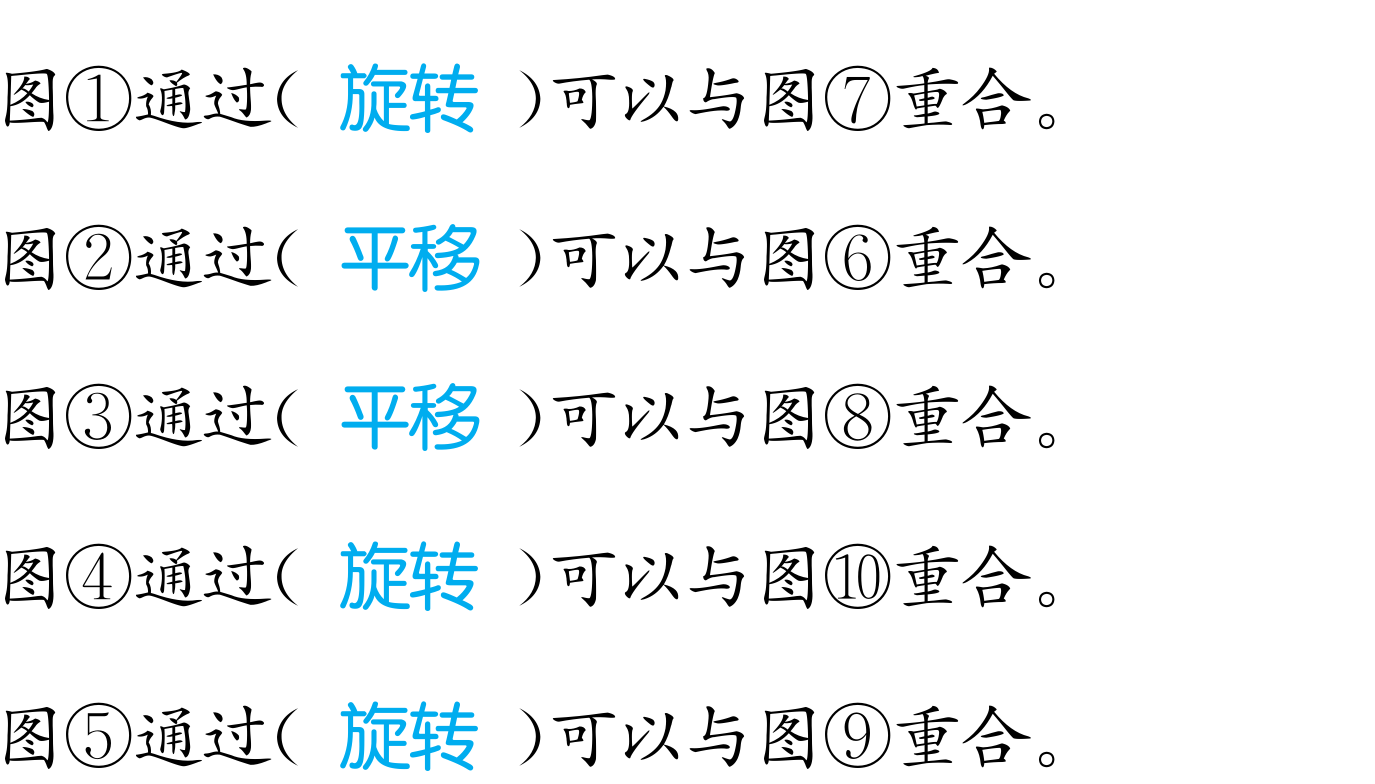 图①通过( 旋转 )可以与图⑦重合。
图②通过( 平移 )可以与图⑥重合。
图③通过( 平移 )可以与图⑧重合。
图④通过( 旋转 )可以与图⑩重合。
图⑤通过( 旋转 )可以与图⑨重合。